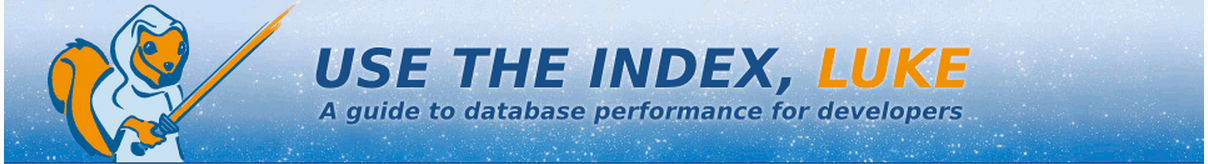 USE THE INDEX, LUKE
A guide to database performance for developers